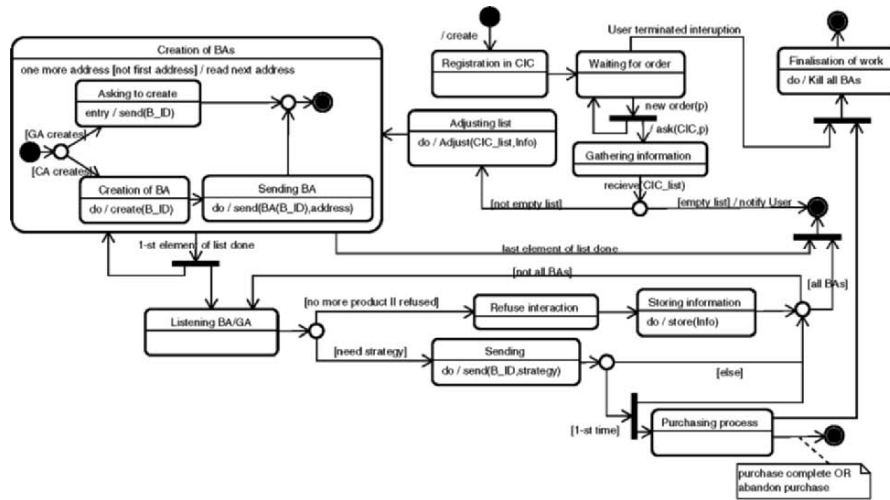 / create
User terminated interuption
Creation of BAs
one more address [not first address] / read next address
Registration in CIC
Waiting for order
Finalisation of work
do / Kill all BAs
Asking to create
entry / send(B_ID)
new order(p)
Adjusting list
do / Adjust(CIC_list,Info)
/ ask(CIC,p)
[GA creates]
Gathering information
[CA creates]
recieve(CIC_list)
Creation of BA
do / create(B_ID)
Sending BA
do / send(BA(B_ID),address)
[not empty list]
[empty list] / notify User
1-st element of list done
last element of list done
[not all BAs]
[all BAs]
[no more product II refused]
Refuse interaction
Storing information
do / store(Info)
Listening BA/GA
[need strategy]
Sending
do / send(B_ID,strategy)
[else]
[1-st time]
Purchasing process
purchase complete OR
abandon purchase